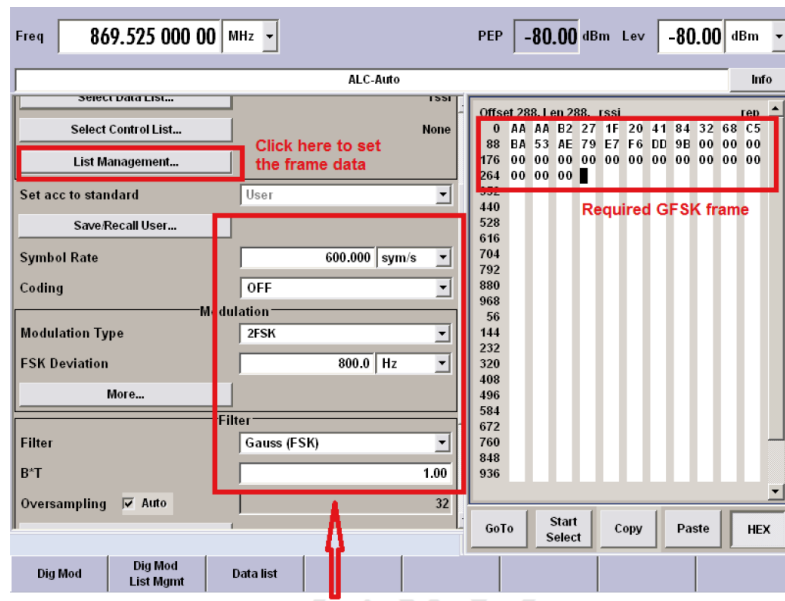 Freq 869.525 000 00 MHz PEP -80.00 dBm Lev -80.00 dBm
ALC-Auto Info
Select Data List... rssi
Select Control List... None
List Management...
Click here to set
the frame data
Set acc to standard User
Save/Recall User...
Symbol Rate 600.000 sym/s
Coding OFF
Modulation
Modulation Type 2FSK
FSK Deviation 800.0 Hz
More...
Filter
Filter Gauss (FSK)
B*T 1.00
Oversampling Auto 32
Offset 288. Len 288. rssi rep
0 AA AA B2 27 1F 20 41 84 32 68 C5
88 BA 53 AE 79 E7 F6 DD 9B 00 00 00
176 00 00 00 00 00 00 00 00 00 00 00
264 00 00 00
352
440
Required GFSK frame
528
616
704
792
880
968
56
144
232
320
408
496
584
672
760
848
936
GoTo Start Select Copy Paste HEX
Dig Mod Dig Mod List Mgmt Data list